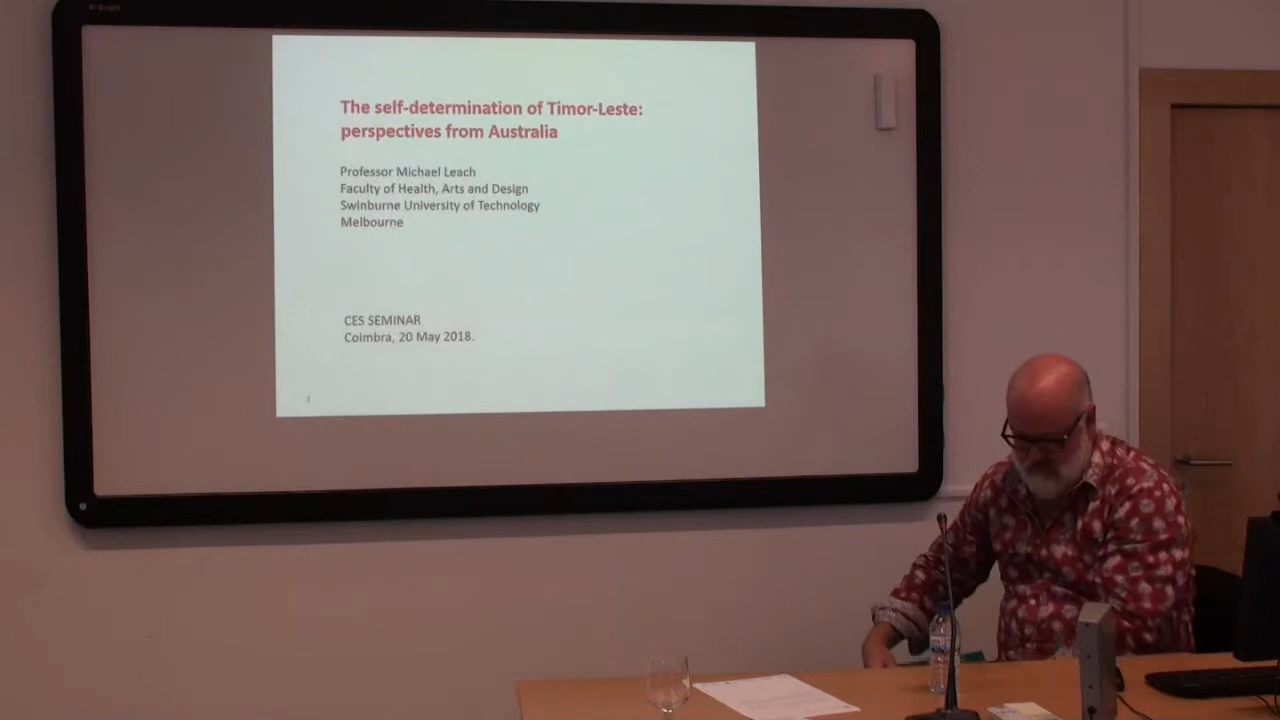 The self-determination of Timor-Leste:
perspectives from Australia
Professor Michael Leach
Faculty of Health, Arts and Design
Swinburne University of Technology
Melbourne
CES SEMINAR
Coimbra, 20 May 2018.
1